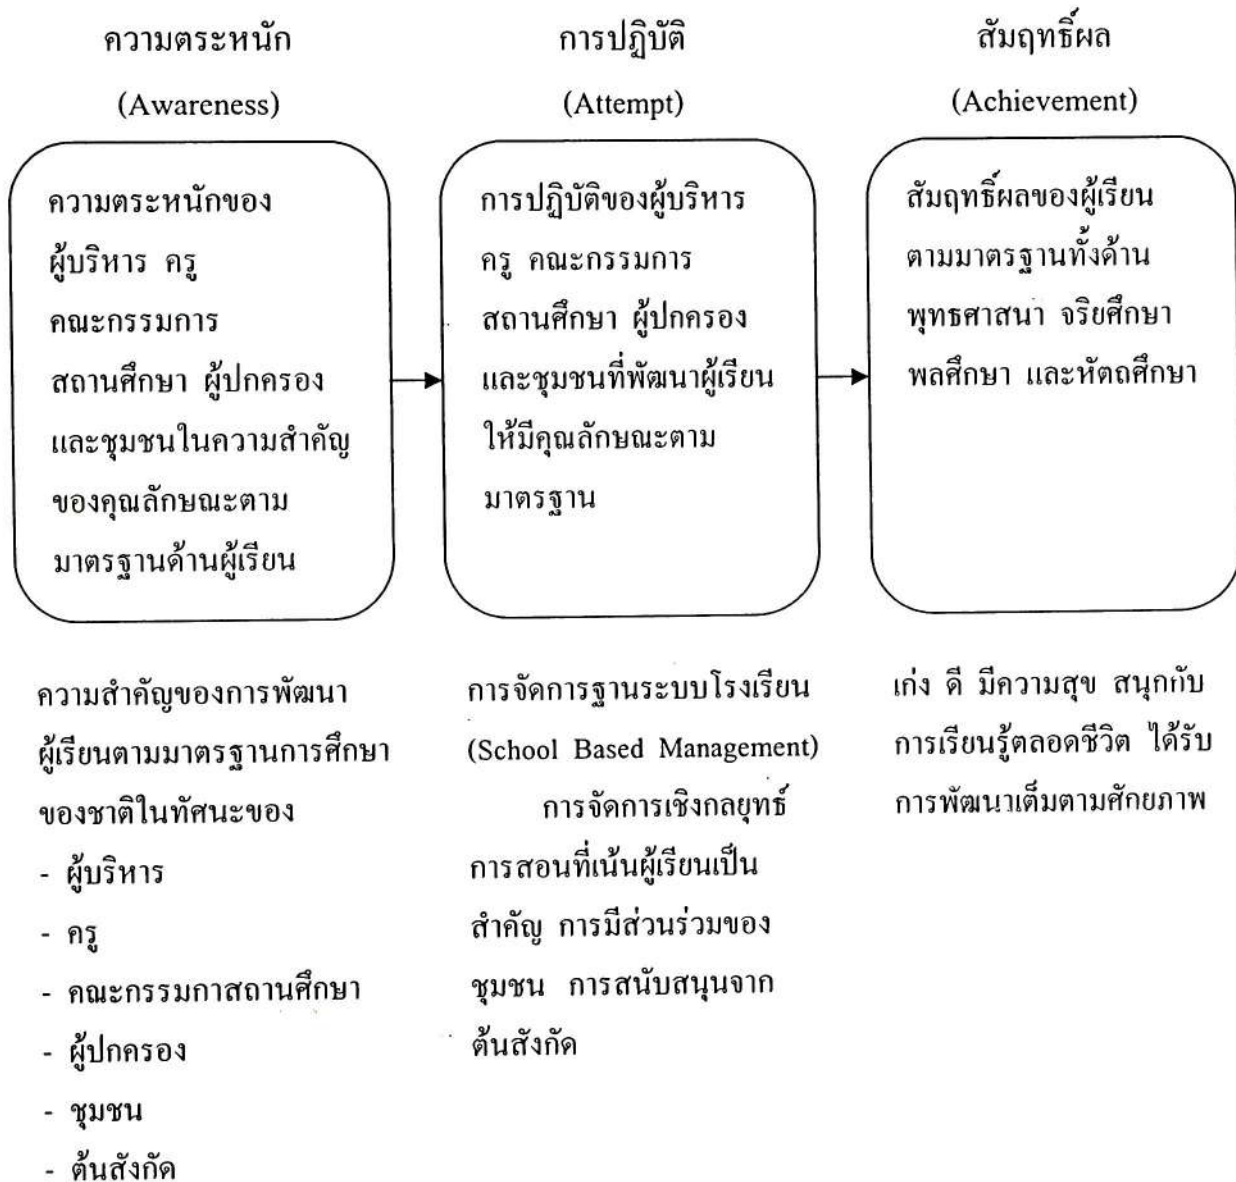 ความตระหนัก
(Awareness)
ความตระหนักของ
ผู้บริหาร ครู
คณะกรรมการ
สถานศึกษา ผู้ปกครอง
และชุมชนในความสำคัญ
ของคุณลักษณะตาม
มาตรฐานด้านผู้เรียน
ความสำคัญของการพัฒนา
ผู้เรียนตามมาตรฐานการศึกษา
ของชาติในทัศนะของ
- ผู้บริหาร
- ครู
- คณะกรรมกาสถานศึกษา
- ผู้ปกครอง
- ชุมชน
- ต้นสังกัด
การปฏิบัติ
(Attempt)
การปฏิบัติของผู้บริหาร
ครู คณะกรรมการ
สถานศึกษา ผู้ปกครอง
และชุมชนที่พัฒนาผู้เรียน
ให้มีคุณลักษณะตาม
มาตรฐาน
การจัดการฐานระบบโรงเรียน
(School Based Management)
การจัดการเชิงกลยุทธ์
การสอนที่เน้นผู้เรียนเป็น
สำคัญ การมีส่วนร่วมของ
ชุมชน การสนับสนุนจาก
ต้นสังกัด
สัมฤทธิ์ผล
(Achievement)
สัมฤทธิ์ผลของผู้เรียน
ตามมาตรฐานทั้งด้าน
พุทธศาสนา จริยศึกษา
พลศึกษา และหัตถศึกษา
เก่ง ดี มีความสุข สนุกกับ
การเรียนรู้ตลอดชีวิต ได้รับ
การพัฒนาเต็มตามศักยภาพ